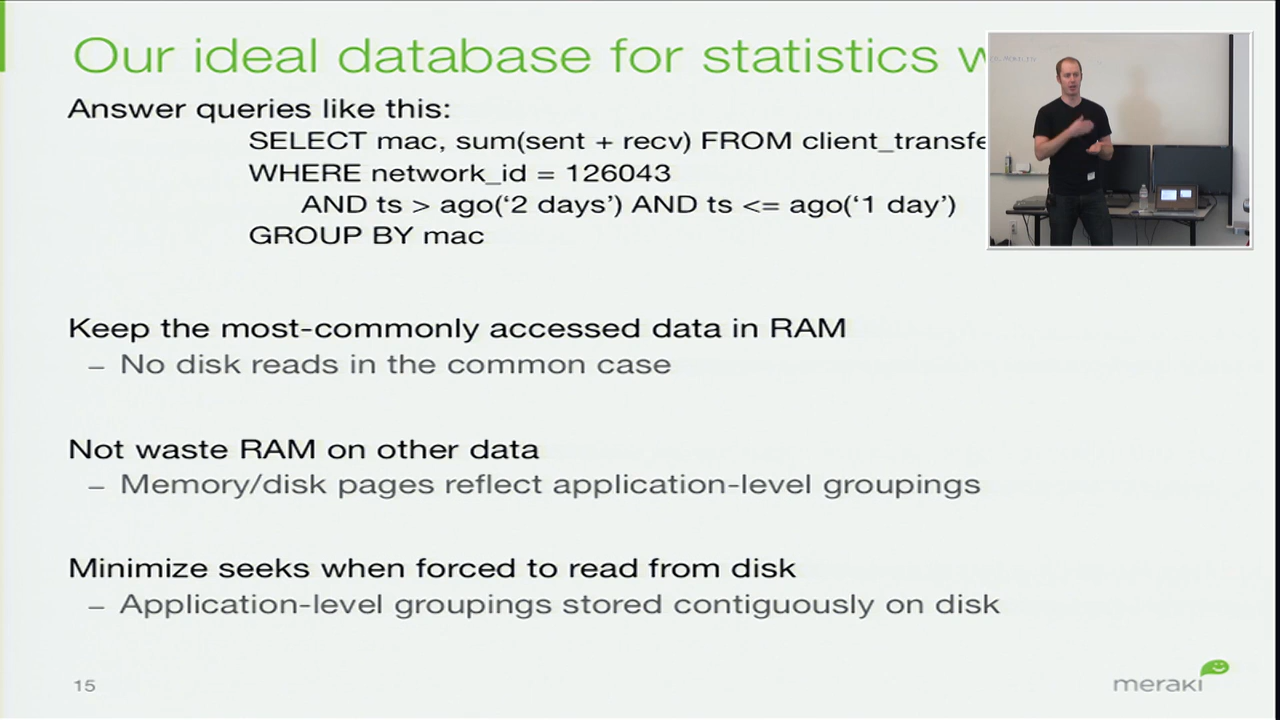 Our ideal database for statistics
Answer queries like this:
SELECT mac, sum(sent + recv) FROM
WHERE network_id = 126043
AND ts > ago(‘2 days’) AND ts <= ago(‘1 day’)
GROUP BY mac
Keep the most-commonly accessed data in RAM
– No disk reads in the common case
Not waste RAM on other data
– Memory/disk pages reflect application-level groupings
Minimize seeks when forced to read from disk
– Application-level groupings stored contiguously on disk
15
meraki